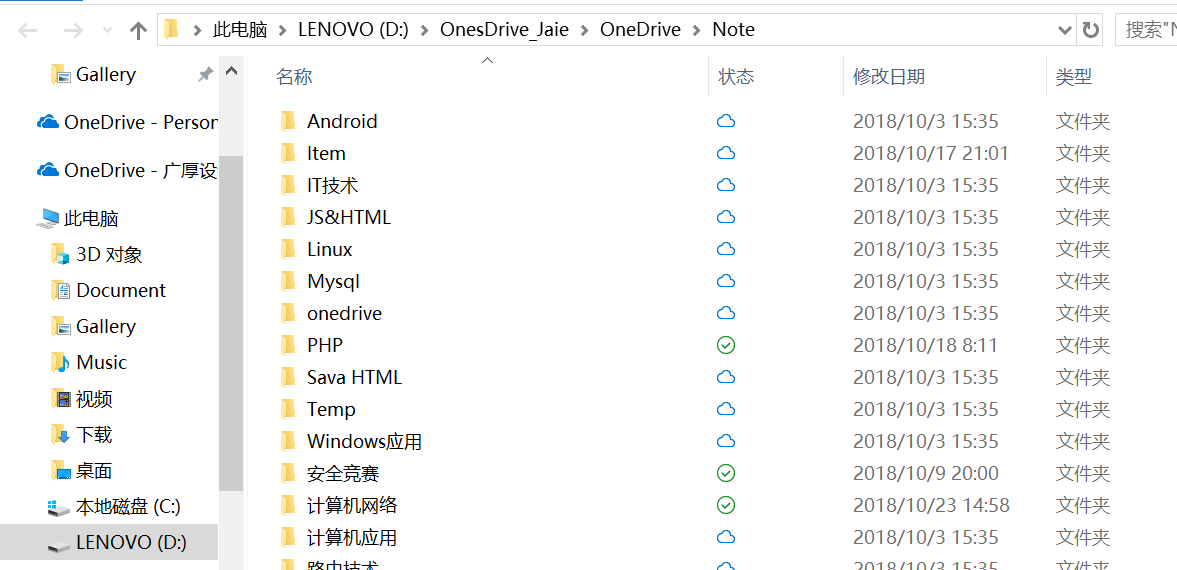 此电脑 LENOVO (D:) OnesDrive_Jaie OneDrive Note
搜索"N
Gallery
OneDrive - Person
OneDrive - 广厚设
此电脑
3D 对象
Document
Gallery
Music
视频
下载
桌面
本地磁盘 (C:)
LENOVO (D:)
名称 状态 修改日期 类型
Android 2018/10/3 15:35 文件夹
Item 2018/10/17 21:01 文件夹
IT技术 2018/10/3 15:35 文件夹
JS&HTML 2018/10/3 15:35 文件夹
Linux 2018/10/3 15:35 文件夹
Mysql 2018/10/3 15:35 文件夹
onedrive 2018/10/3 15:35 文件夹
PHP 2018/10/18 8:11 文件夹
Sava HTML 2018/10/3 15:35 文件夹
Temp 2018/10/3 15:35 文件夹
Windows应用 2018/10/3 15:35 文件夹
安全竞赛 2018/10/9 20:00 文件夹
计算机网络 2018/10/23 14:58 文件夹
计算机应用 2018/10/3 15:35 文件夹
路由技术 2018/10/3 15:35 文件夹